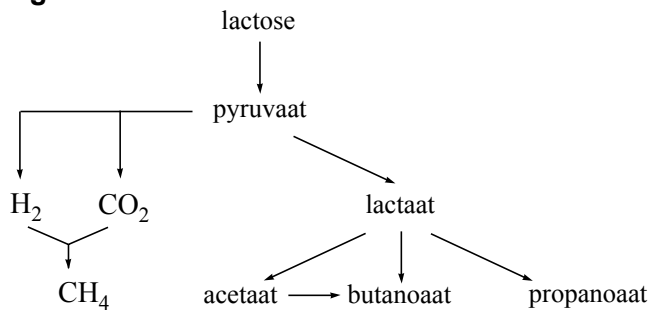 g
lactose
pyruvaat
H2 CO2 lactaat
CH4 acetaat butanoaat propanoaat